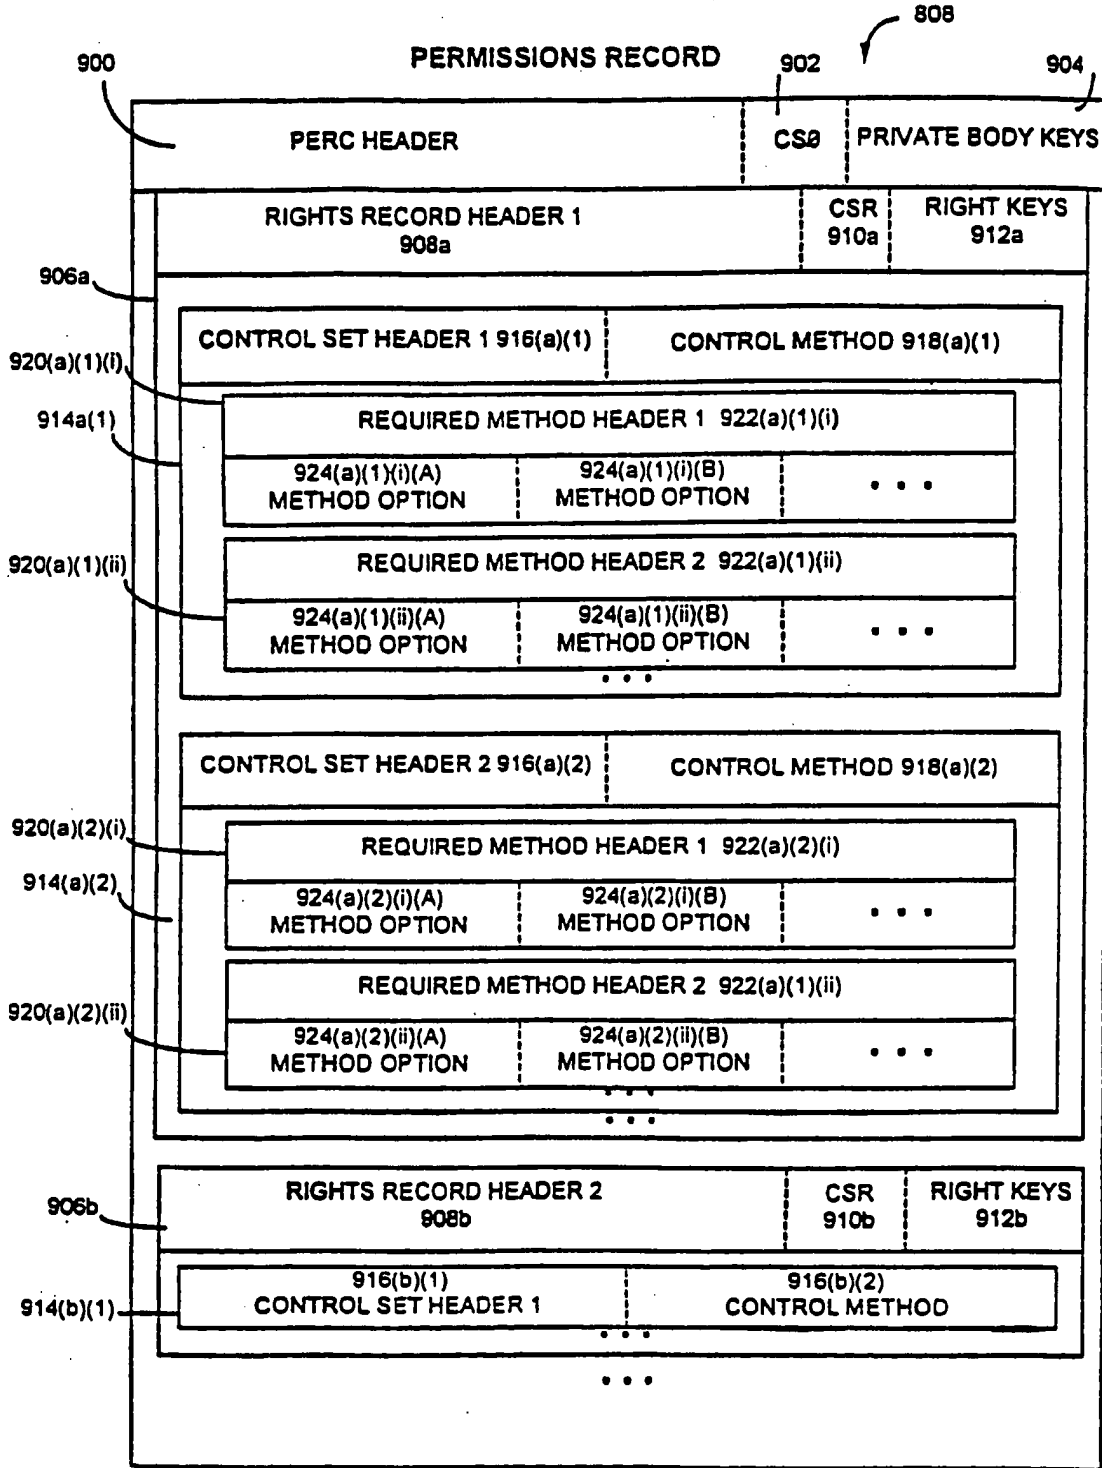 808
PERMISSIONS RECORD
900
902
904
PERC HEADER
CS0
PRIVATE BODY KEYS
RIGHTS RECORD HEADER 1
908a
CSR
910a
RIGHT KEYS
912a
906a
CONTROL SET HEADER 1 916(a)(1)
CONTROL METHOD 918(a)(1)
920(a)(1)(i)
914a(1)
REQUIRED METHOD HEADER 1 922(a)(1)(i)
924(a)(1)(i)(A)
METHOD OPTION
924(a)(1)(i)(B)
METHOD OPTION
• • •
920(a)(1)(ii)
REQUIRED METHOD HEADER 2 922(a)(1)(ii)
924(a)(1)(ii)(A)
METHOD OPTION
924(a)(1)(ii)(B)
METHOD OPTION
• • •
• • •
CONTROL SET HEADER 2 916(a)(2)
CONTROL METHOD 918(a)(2)
920(a)(2)(i)
914(a)(2)
REQUIRED METHOD HEADER 1 922(a)(2)(i)
924(a)(2)(i)(A)
METHOD OPTION
924(a)(2)(i)(B)
METHOD OPTION
• • •
920(a)(2)(ii)
REQUIRED METHOD HEADER 2 922(a)(1)(ii)
924(a)(2)(ii)(A)
METHOD OPTION
924(a)(2)(ii)(B)
METHOD OPTION
• • •
• • •
• • •
906b
RIGHTS RECORD HEADER 2
908b
CSR
910b
RIGHT KEYS
912b
914(b)(1)
916(b)(1)
CONTROL SET HEADER 1
916(b)(2)
CONTROL METHOD
• • •
• • •